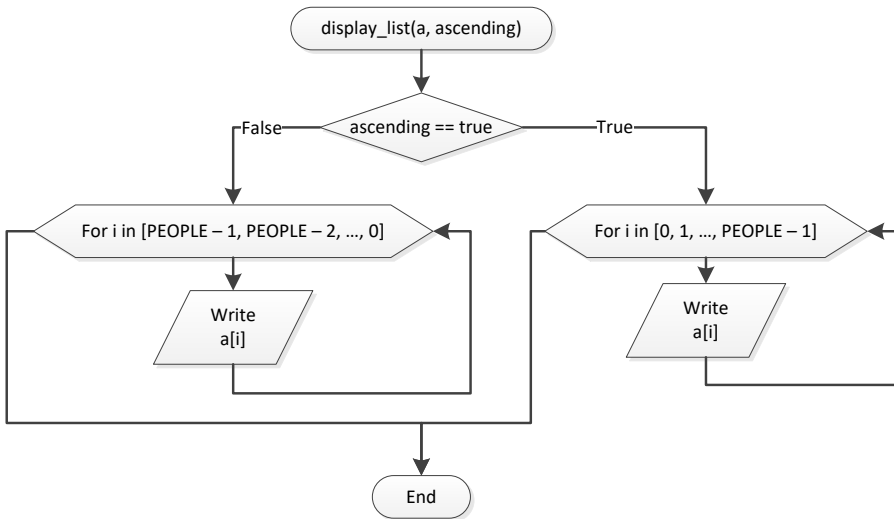 display_list(a, ascending)
ascending == true
False
True
For i in [PEOPLE – 1, PEOPLE – 2, ..., 0]
For i in [0, 1, ..., PEOPLE – 1]
Write
a[i]
Write
a[i]
End